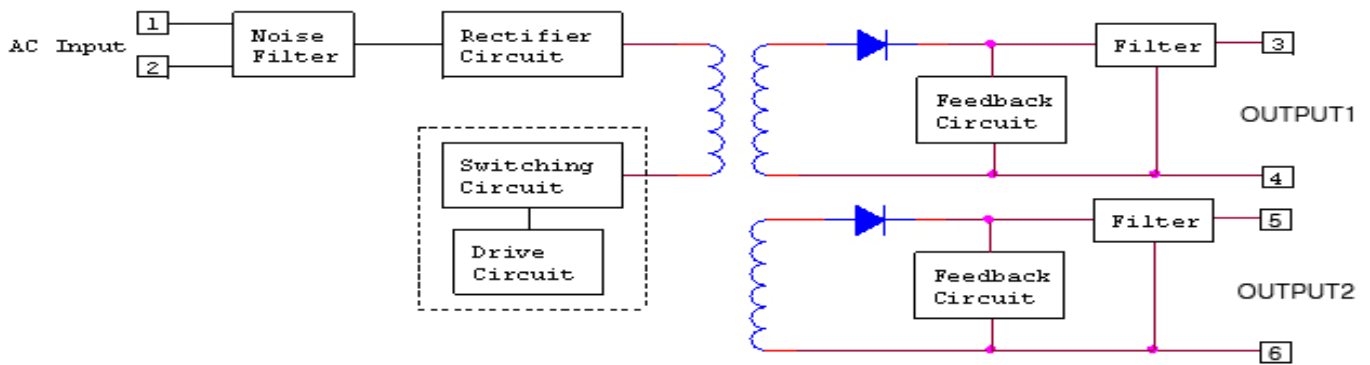 1
AC Input
2
Noise
Filter
Rectifier
Circuit
Switching
Circuit
Drive
Circuit
Filter
3
Feedback
Circuit
OUTPUT1
4
Filter
5
Feedback
Circuit
OUTPUT2
6